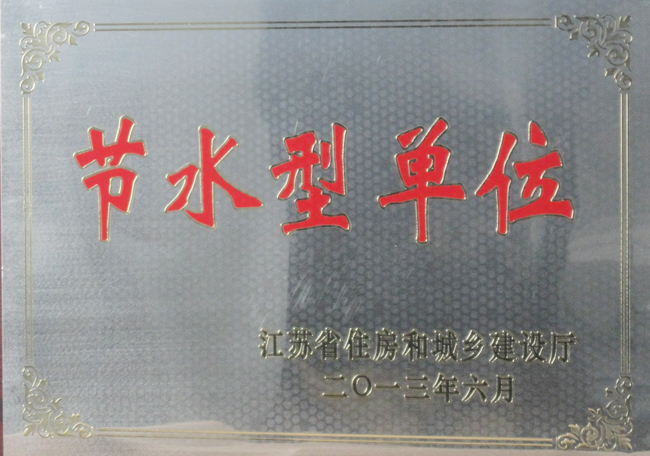 节水型单位
江苏省住房和城乡建设厅
二〇一三年六月